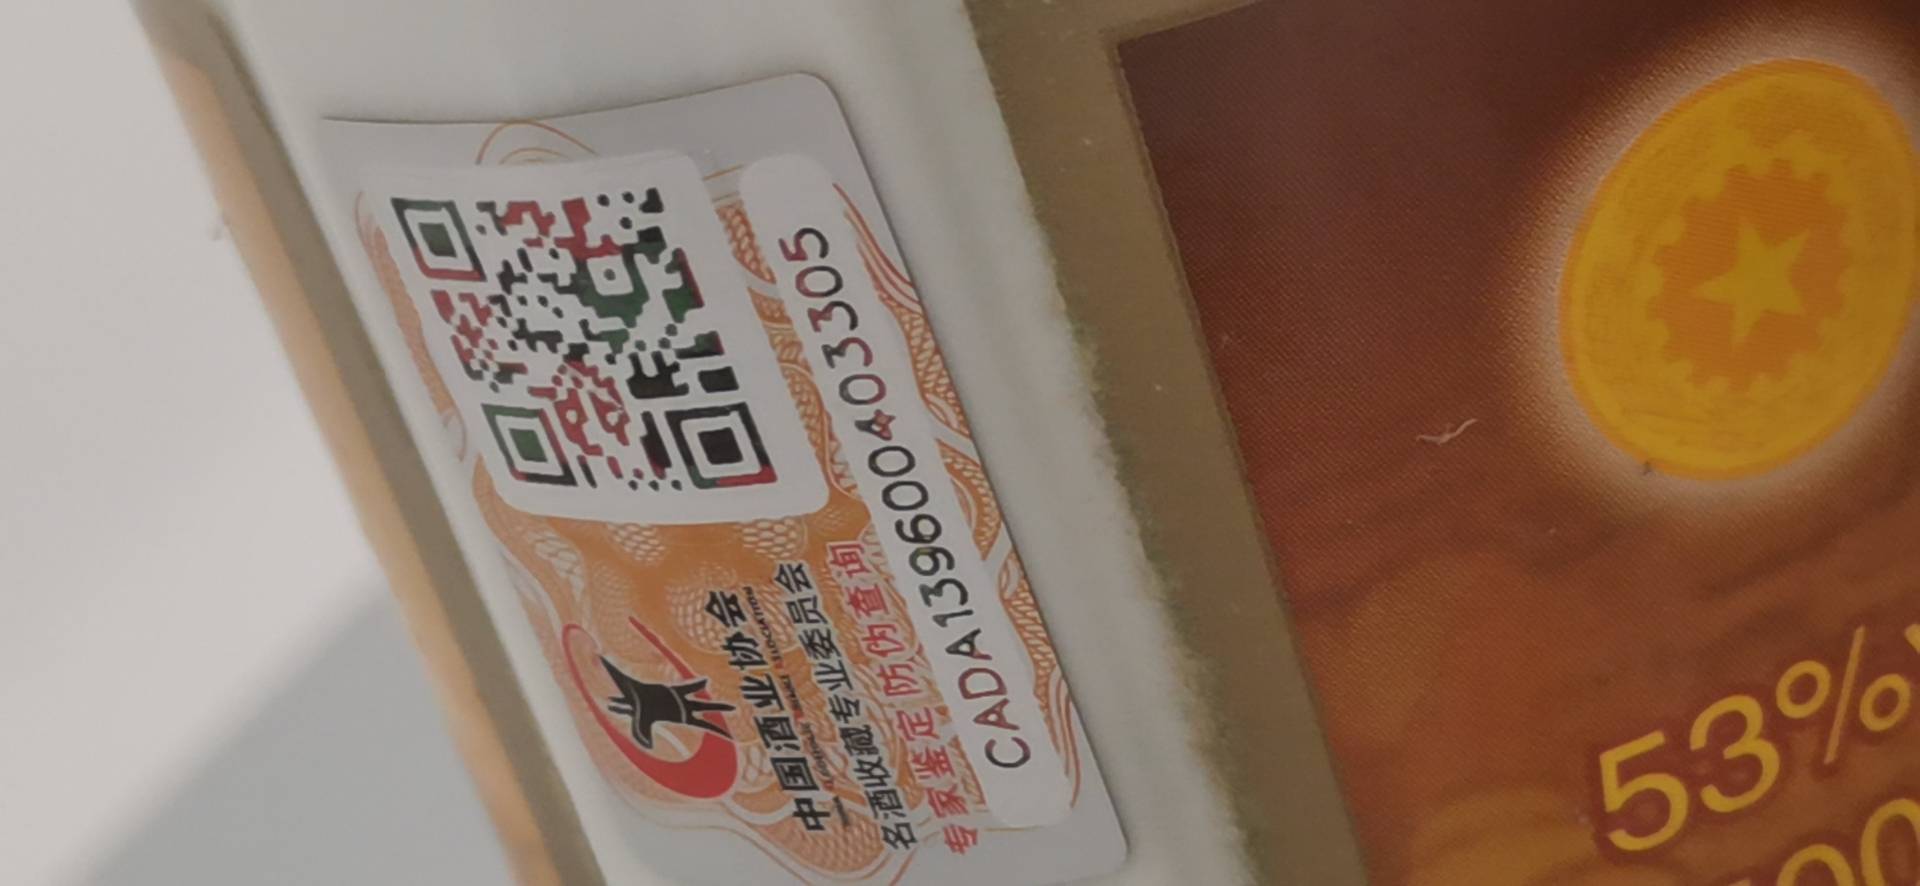 中国酒业协会
名酒收藏专业委员会
专家鉴定 防伪查询
CADA1396004033305
53%